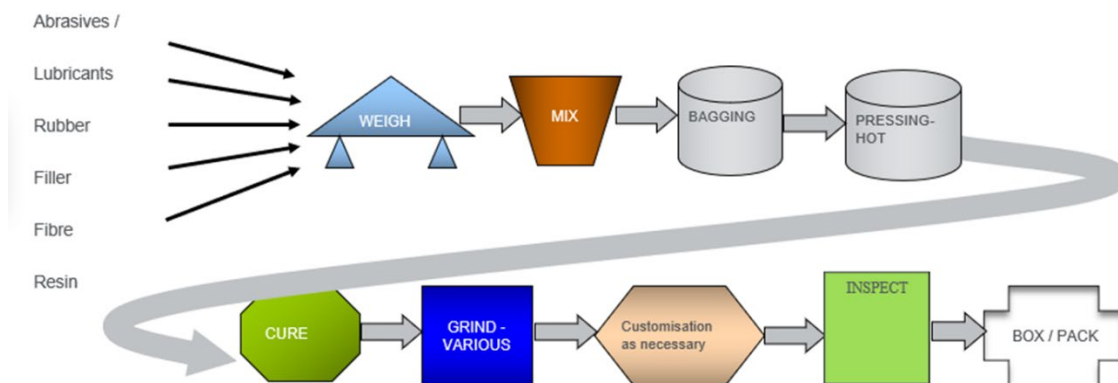 Abrasives /
Lubricants
Rubber
Filler
Fibre
Resin
WEIGH
MIX
BAGGING
PRESSING-
HOT
CURE
GRIND -
VARIOUS
Customisation
as necessary
INSPECT
BOX / PACK